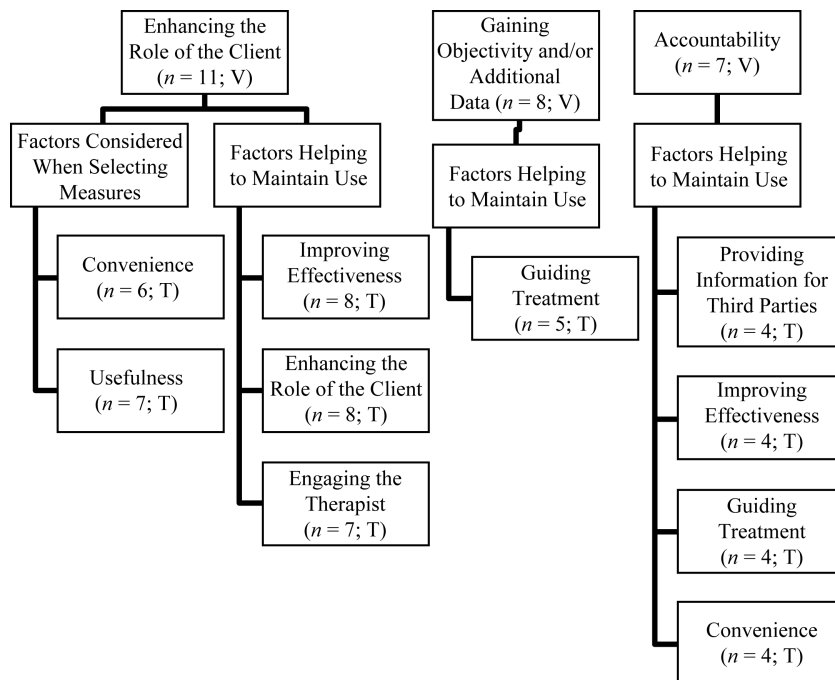 Enhancing the
Role of the Client
(n = 11; V)
Factors Considered
When Selecting
Measures
Convenience
(n = 6; T)
Usefulness
(n = 7; T)
Factors Helping
to Maintain Use
Improving
Effectiveness
(n = 8; T)
Enhancing the
Role of the Client
(n = 8; T)
Engaging the
Therapist
(n = 7; T)
Gaining
Objectivity and/or
Additional
Data (n = 8; V)
Factors Helping
to Maintain Use
Guiding
Treatment
(n = 5; T)
Accountability
(n = 7; V)
Factors Helping
to Maintain Use
Providing
Information for
Third Parties
(n = 4; T)
Improving
Effectiveness
(n = 4; T)
Guiding
Treatment
(n = 4; T)
Convenience
(n = 4; T)